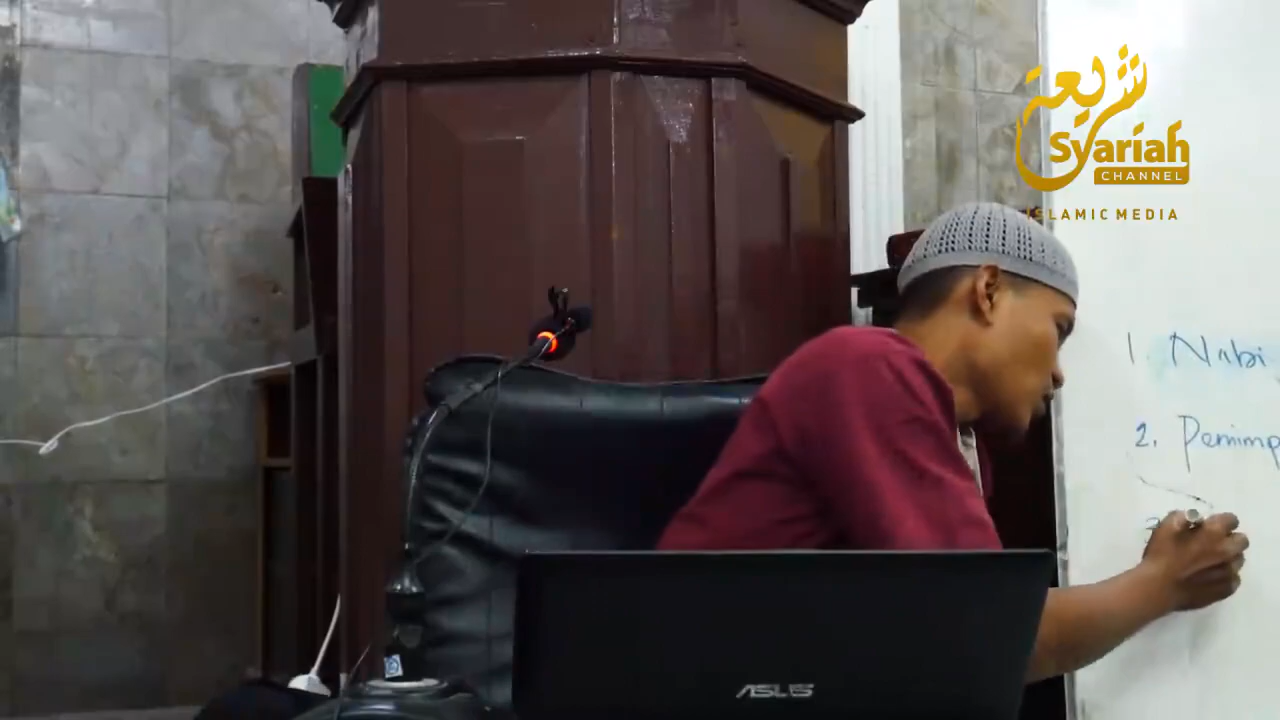 شريعة
Syariah
CHANNEL
ISLAMIC MEDIA
1. Nabi
2. Pemimp
ASUS